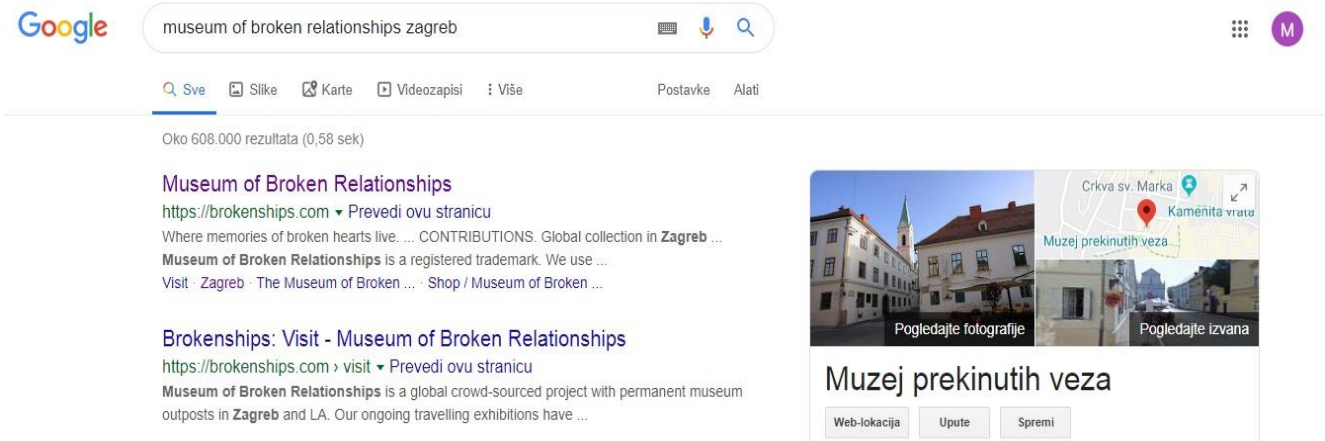 Google
museum of broken relationships zagreb
M
Sve Slike Karte Videozapisi Više Postavke Alati
Oko 608.000 rezultata (0,58 sek)
Museum of Broken Relationships
https://brokenships.com Prevedi ovu stranicu
Where memories of broken hearts live. ... CONTRIBUTIONS. Global collection in Zagreb ...
Museum of Broken Relationships is a registered trademark. We use ...
Visit · Zagreb · The Museum of Broken ... · Shop / Museum of Broken ...
Brokenships: Visit - Museum of Broken Relationships
https://brokenships.com › visit Prevedi ovu stranicu
Museum of Broken Relationships is a global crowd-sourced project with permanent museum
outposts in Zagreb and LA. Our ongoing travelling exhibitions have ...
Crkva sv. Marka
Kamenita vrata
Muzej prekinutih veza
Pogledajte fotografije
Pogledajte izvana
Muzej prekinutih veza
Web-lokacija Upute Spremi